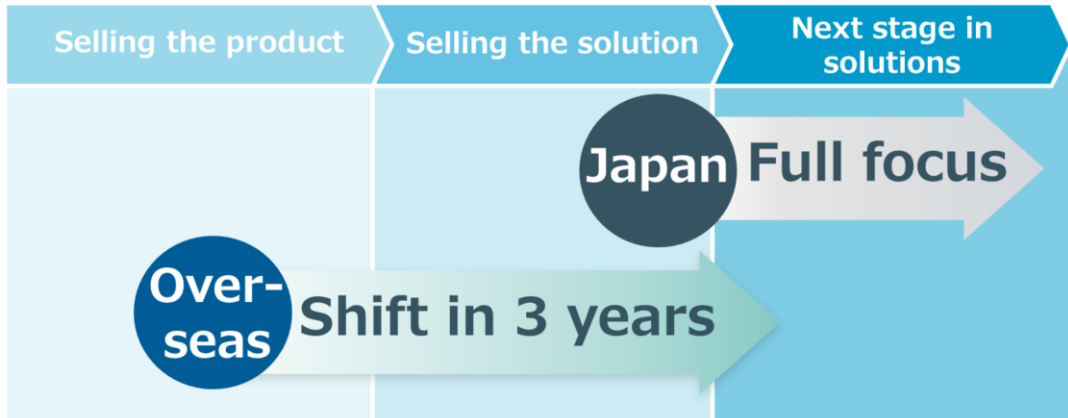 Selling the product
Selling the solution
Next stage in
solutions
Japan
Full focus
Over-
seas
Shift in 3 years